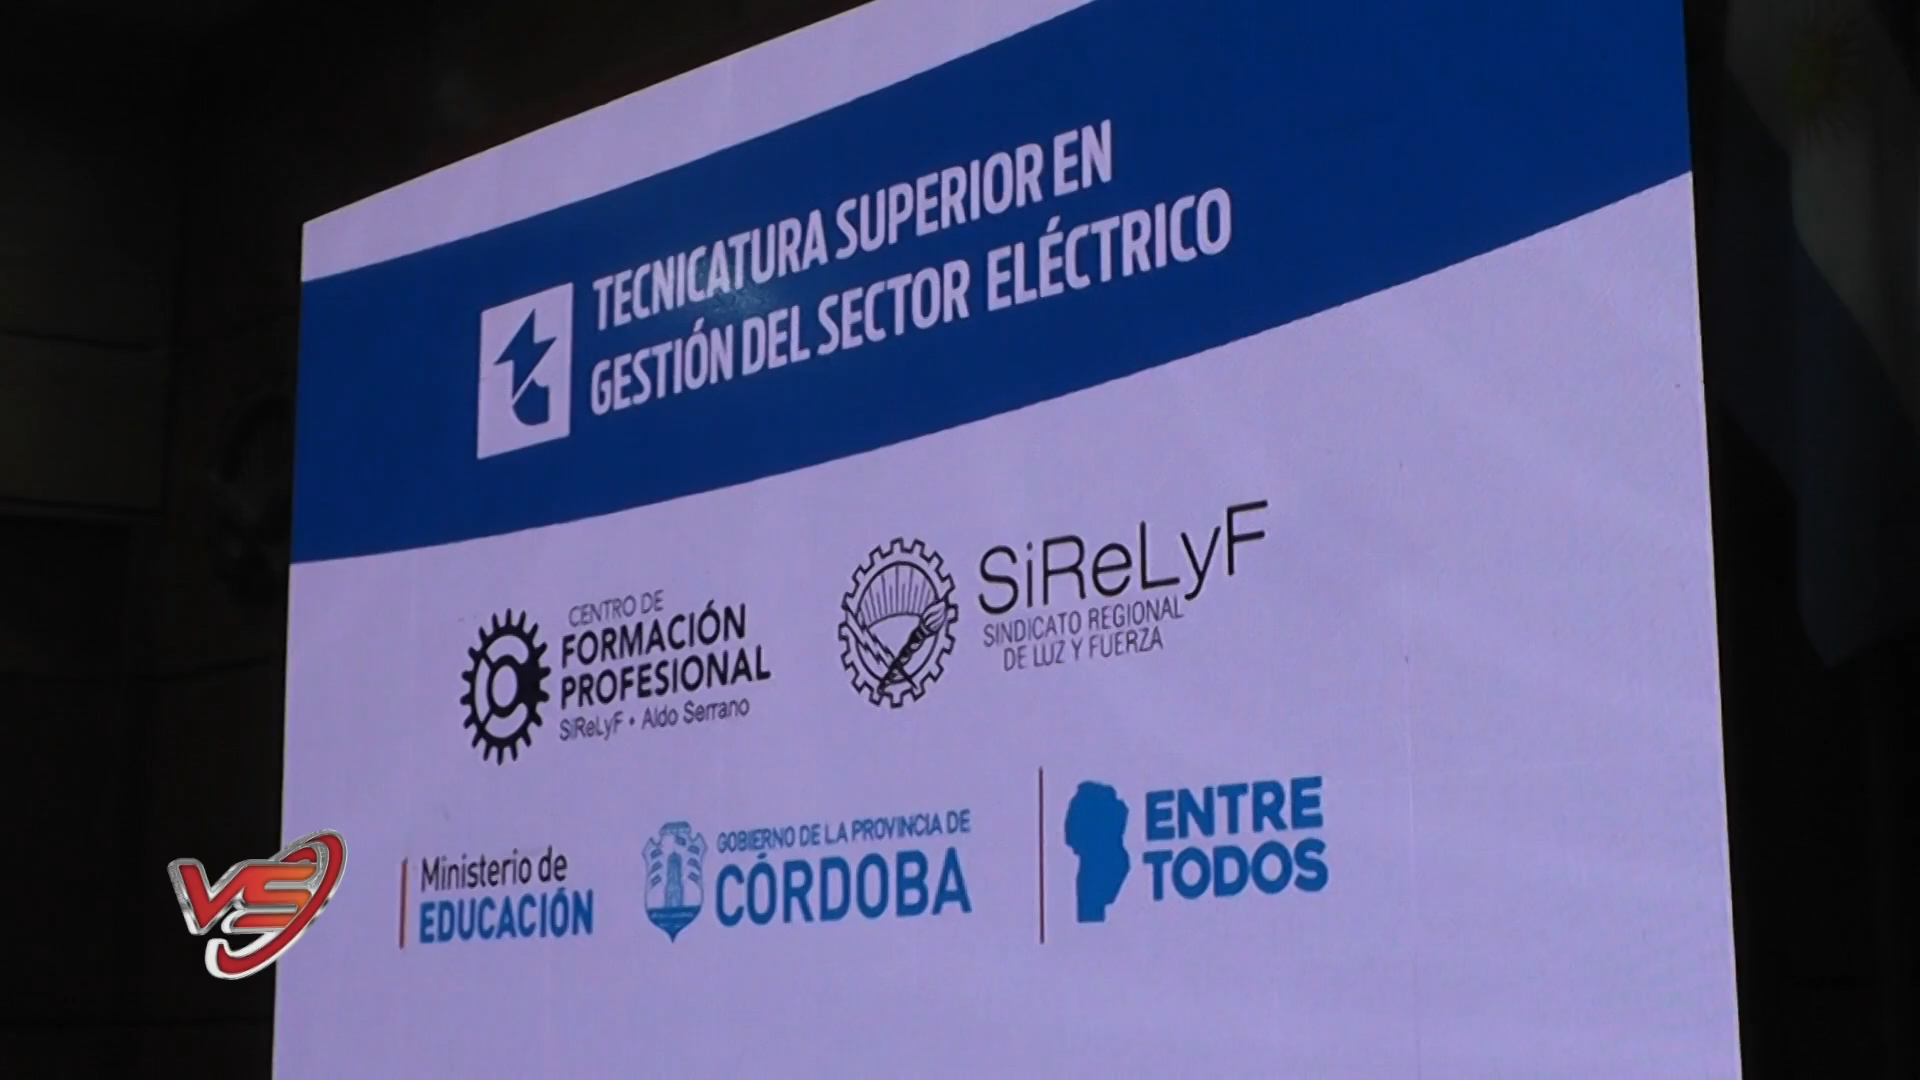 TECNICATURA SUPERIOR EN
GESTIÓN DEL SECTOR ELÉCTRICO
CENTRO DE
FORMACIÓN
PROFESIONAL
SiReLyF • Aldo Serrano
SiReLyF
SINDICATO REGIONAL
DE LUZ Y FUERZA
Ministerio de
EDUCACIÓN
GOBIERNO DE LA PROVINCIA DE
CÓRDOBA
ENTRE
TODOS
VS9